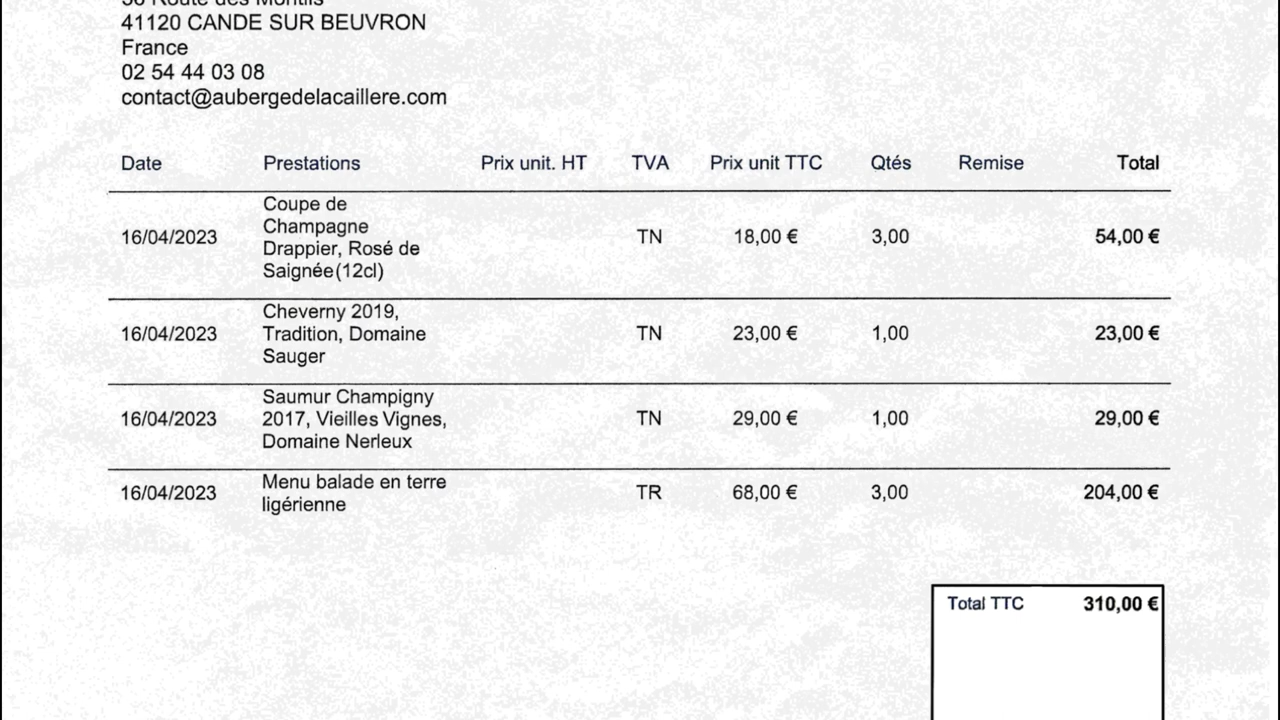 41120 CANDE SUR BEUVRON
France
02 54 44 03 08
contact@aubergedelacaillere.com
Date Prestations Prix unit. HT TVA Prix unit TTC Qtés Remise Total
Coupe de
Champagne
16/04/2023 Drappier, Rosé de TN 18,00 € 3,00 54,00 €
Saignée(12cl)
Cheverny 2019,
16/04/2023 Tradition, Domaine TN 23,00 € 1,00 23,00 €
Sauger
Saumur Champigny
16/04/2023 2017, Vieilles Vignes, TN 29,00 € 1,00 29,00 €
Domaine Nerleux
Menu balade en terre
16/04/2023 ligérienne TR 68,00 € 3,00 204,00 €
Total TTC 310,00 €